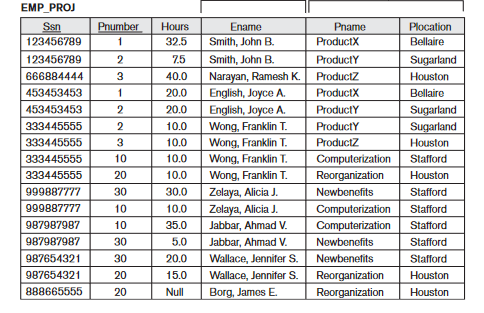 EMP_PROJ
Ssn Pnumber Hours Ename Pname Plocation
123456789 1 32.5 Smith, John B. ProductX Bellaire
123456789 2 7.5 Smith, John B. ProductY Sugarland
666884444 3 40.0 Narayan, Ramesh K. ProductZ Houston
453453453 1 20.0 English, Joyce A. ProductX Bellaire
453453453 2 20.0 English, Joyce A. ProductY Sugarland
333445555 2 10.0 Wong, Franklin T. ProductY Sugarland
333445555 3 10.0 Wong, Franklin T. ProductZ Houston
333445555 10 10.0 Wong, Franklin T. Computerization Stafford
333445555 20 10.0 Wong, Franklin T. Reorganization Houston
999887777 30 30.0 Zelaya, Alicia J. Newbenefits Stafford
999887777 10 10.0 Zelaya, Alicia J. Computerization Stafford
987987987 10 35.0 Jabbar, Ahmad V. Computerization Stafford
987987987 30 5.0 Jabbar, Ahmad V. Newbenefits Stafford
987654321 30 20.0 Wallace, Jennifer S. Newbenefits Stafford
987654321 20 15.0 Wallace, Jennifer S. Reorganization Houston
888665555 20 Null Borg, James E. Reorganization Houston